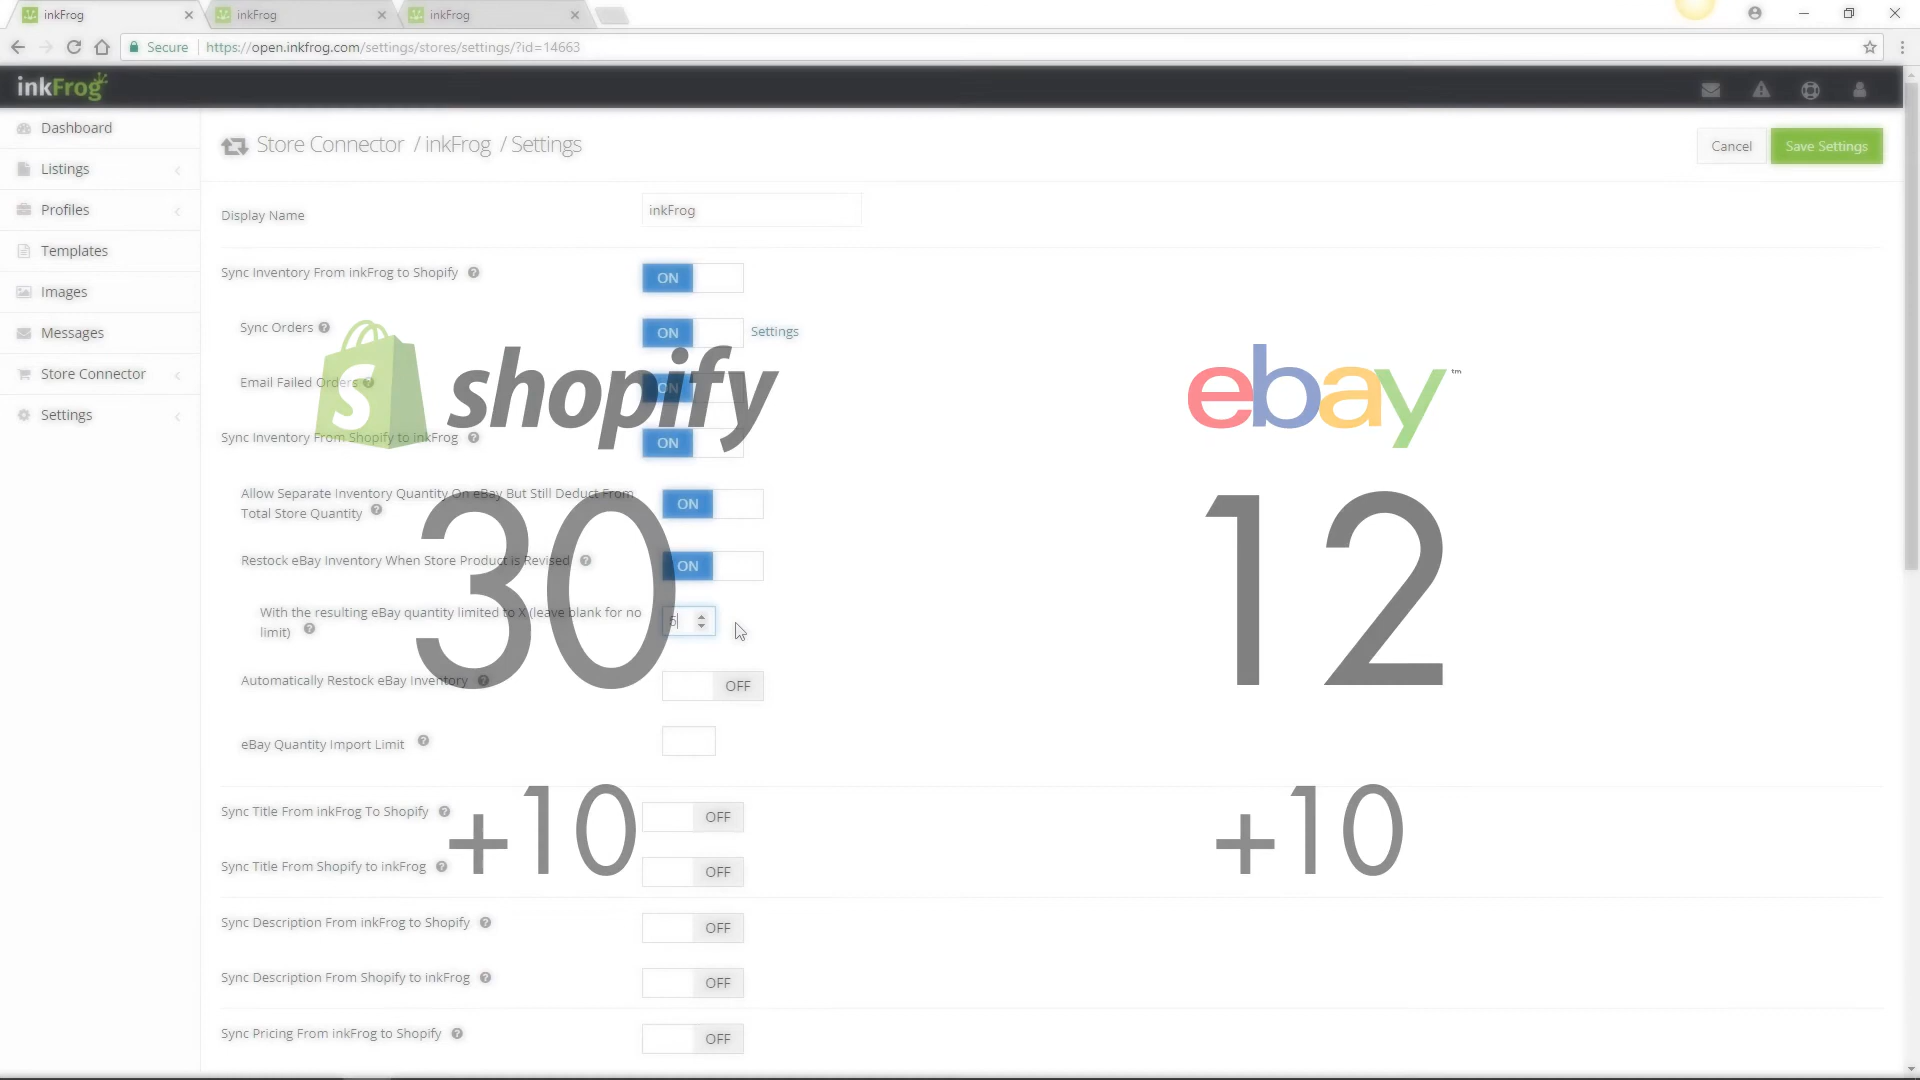 inkFrog
inkFrog
inkFrog
Secure https://open.inkfrog.com/settings/stores/settings/?id=14663
inkFrog
Dashboard
Listings
Profiles
Templates
Images
Messages
Store Connector
Settings
Store Connector / inkFrog / Settings
Cancel
Save Settings
Display Name
inkFrog
Sync Inventory From inkFrog to Shopify
ON
Sync Orders
ON
Settings
Email Failed Orders
ON
Sync Inventory From Shopify to inkFrog
ON
S shopify
ebay™
Allow Separate Inventory Quantity On eBay But Still Deduct From
Total Store Quantity
ON
Restock eBay Inventory When Store Product is Revised
ON
With the resulting eBay quantity limited to X (leave blank for no
limit)
5
30
12
Automatically Restock eBay Inventory
OFF
eBay Quantity Import Limit
Sync Title From inkFrog To Shopify
OFF
Sync Title From Shopify to inkFrog
OFF
+10
+10
Sync Description From inkFrog to Shopify
OFF
Sync Description From Shopify to inkFrog
OFF
Sync Pricing From inkFrog to Shopify
OFF